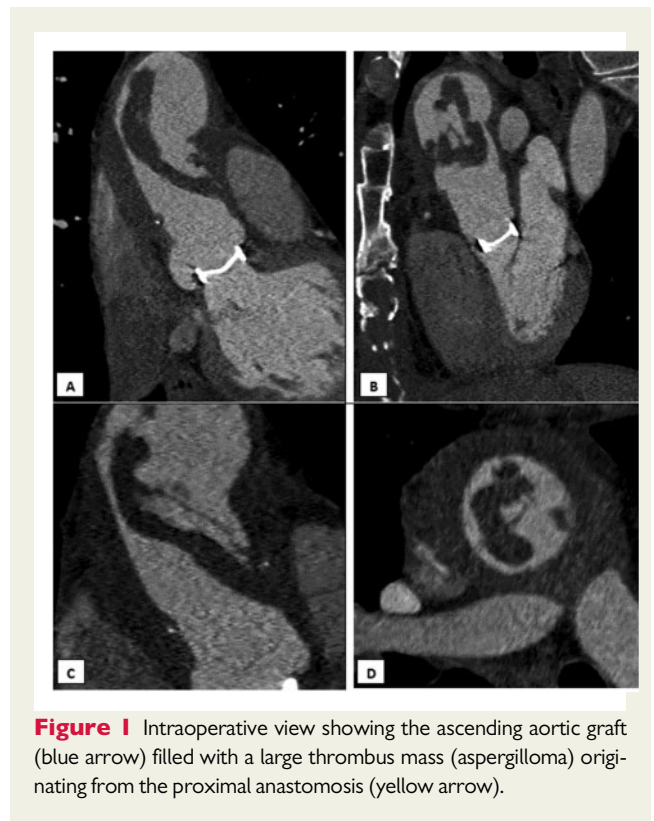 A
B
C
D
Figure 1 Intraoperative view showing the ascending aortic graft
(blue arrow) filled with a large thrombus mass (aspergilloma) origi-
nating from the proximal anastomosis (yellow arrow).